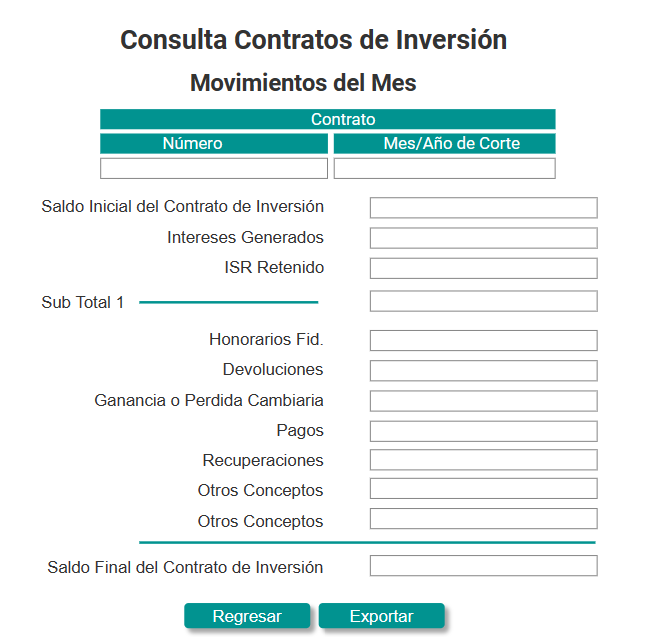 Consulta Contratos de Inversión
Movimientos del Mes
Contrato
Número Mes/Año de Corte
Saldo Inicial del Contrato de Inversión
Intereses Generados
ISR Retenido
Sub Total 1
Honorarios Fid.
Devoluciones
Ganancia o Perdida Cambiaria
Pagos
Recuperaciones
Otros Conceptos
Otros Conceptos
Saldo Final del Contrato de Inversión
Regresar Exportar